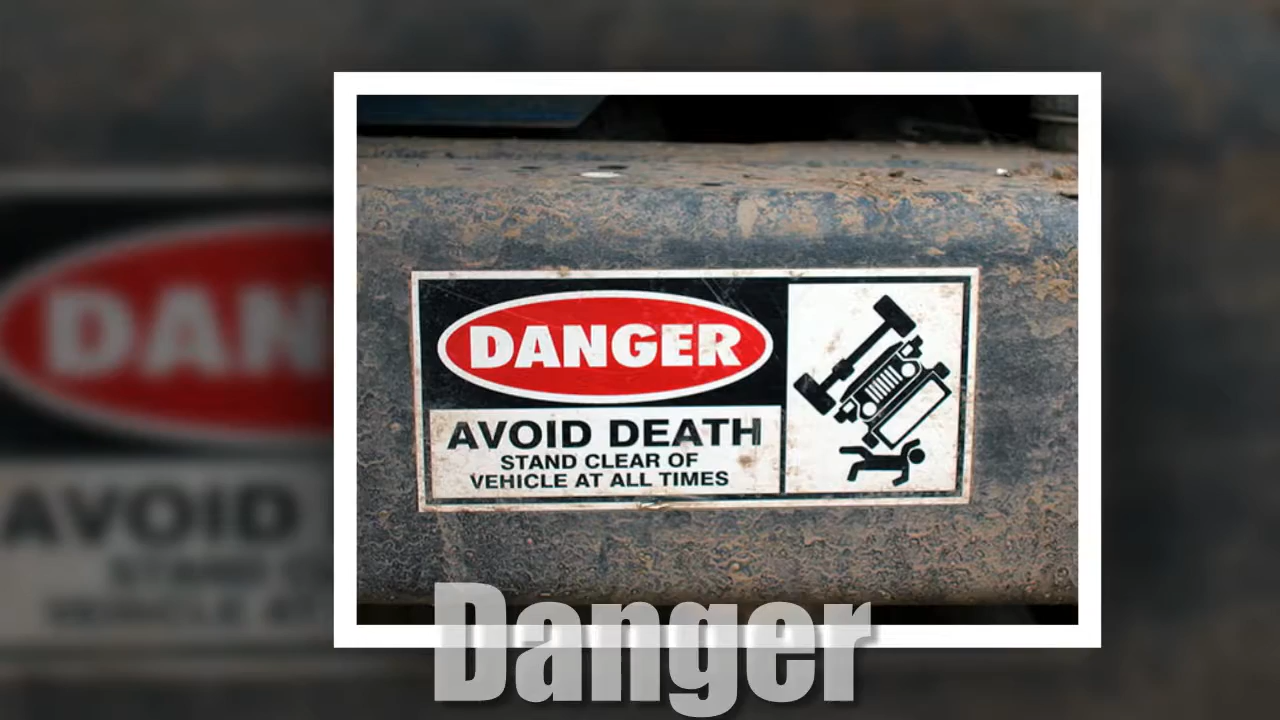 DANGER
AVOID DEATH
STAND CLEAR OF
VEHICLE AT ALL TIMES
Danger